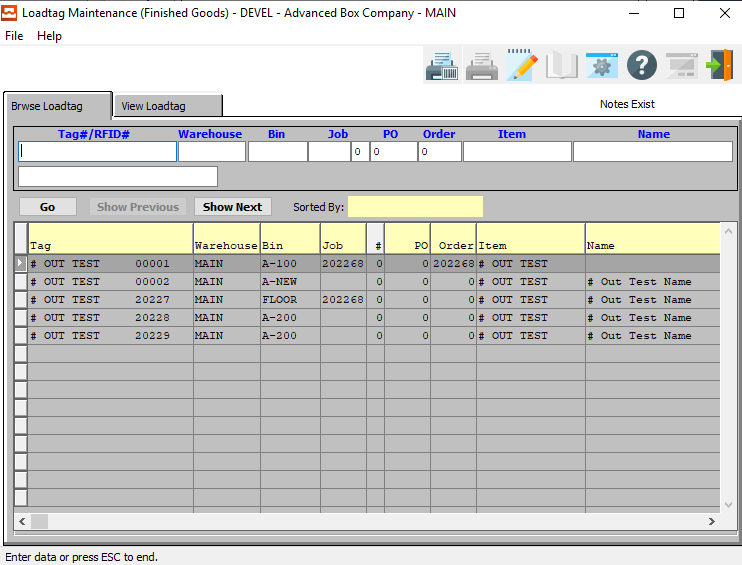 Loadtag Maintenance (Finished Goods) - DEVEL - Advanced Box Company - MAIN
File Help
Brwse Loadtag View Loadtag Notes Exist
Tag#/RFID# Warehouse Bin Job PO Order Item Name
0 0 0
Go Show Previous Show Next Sorted By:
Tag Warehouse Bin Job # PO Order Item Name
# OUT TEST 00001 MAIN A-100 202268 0 0 202268 # OUT TEST
# OUT TEST 00002 MAIN A-NEW 0 0 0 # OUT TEST # Out Test Name
# OUT TEST 20227 MAIN FLOOR 202268 0 0 0 # OUT TEST # Out Test Name
# OUT TEST 20228 MAIN A-200 0 0 0 # OUT TEST # Out Test Name
# OUT TEST 20229 MAIN A-200 0 0 0 # OUT TEST # Out Test Name
Enter data or press ESC to end.